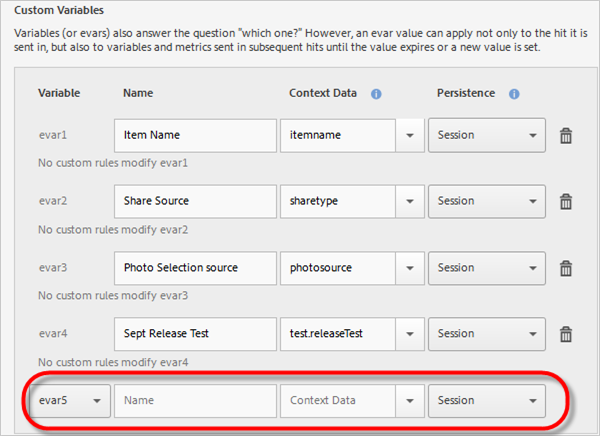 Custom Variables
Variables (or evars) also answer the question "which one?" However, an evar value can apply not only to the hit it is
sent in, but also to variables and metrics sent in subsequent hits until the value expires or a new value is set.
Variable Name Context Data Persistence
evar1 Item Name itemname Session
No custom rules modify evar1
evar2 Share Source sharetype Session
No custom rules modify evar2
evar3 Photo Selection source photosource Session
No custom rules modify evar3
evar4 Sept Release Test test.releaseTest Session
No custom rules modify evar4
evar5 Name Context Data Session